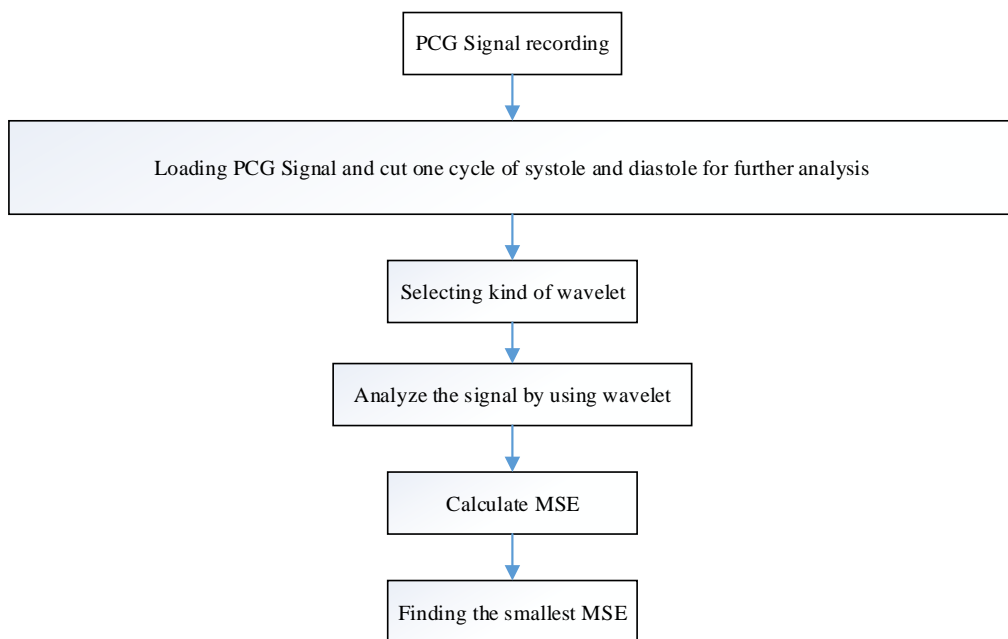 PCG Signal recording
Loading PCG Signal and cut one cycle of systole and diastole for further analysis
Selecting kind of wavelet
Analyze the signal by using wavelet
Calculate MSE
Finding the smallest MSE